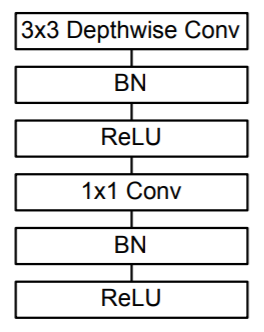 3x3 Depthwise Conv
BN
ReLU
1x1 Conv
BN
ReLU